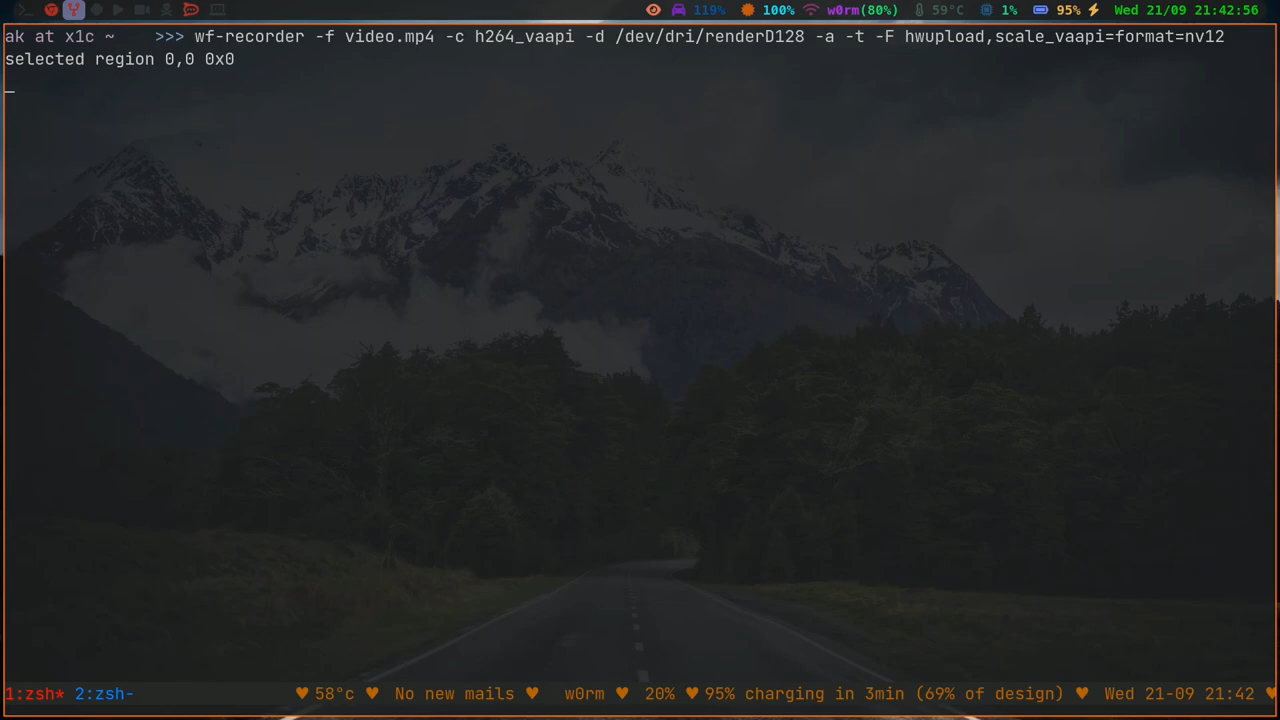 119% 100% w0rm(80%) 59°C 1% 95% Wed 21/09 21:42:56
ak at x1c ~ >>> wf-recorder -f video.mp4 -c h264_vaapi -d /dev/dri/renderD128 -a -t -F hwupload,scale_vaapi=format=nv12
selected region 0,0 0x0
1:zsh* 2:zsh- ♥ 58°c ♥ No new mails ♥ w0rm ♥ 20% ♥ 95% charging in 3min (69% of design) ♥ Wed 21-09 21:42 ♥